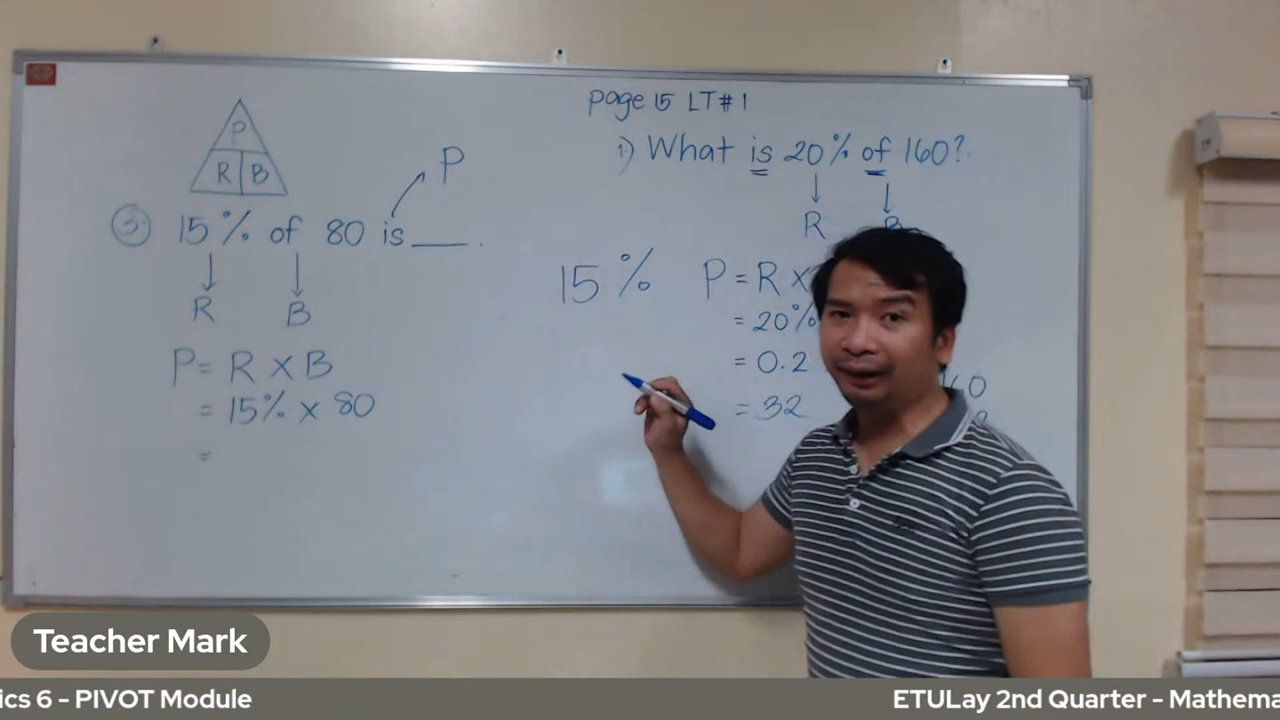 P
R B
P
③ 15% of 80 is ___.
R B
P = R x B
= 15% x 80
=
page 15 LT#1
1) What is 20% of 160?
R B
15%
P = R x
= 20%
= 0.2
= 32
Teacher Mark
ics 6 - PIVOT Module
ETULay 2nd Quarter - Mathema